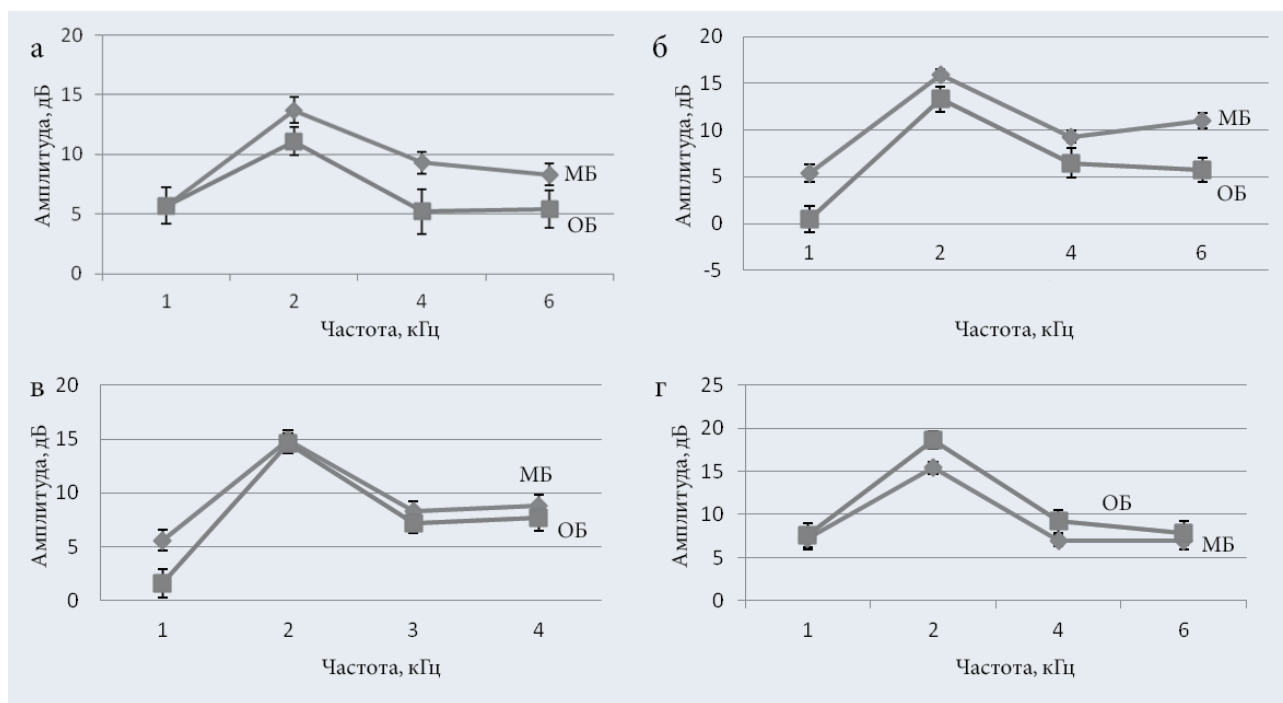 а
Амплитуда, дБ
20
15
10
5
0
МБ
ОБ
1 2 4 6
Частота, кГц
б
Амплитуда, дБ
20
15
10
5
0
-5
МБ
ОБ
1 2 4 6
Частота, кГц
в
Амплитуда, дБ
20
15
10
5
0
МБ
ОБ
1 2 3 4
Частота, кГц
г
Амплитуда, дБ
25
20
15
10
5
0
ОБ
МБ
1 2 4 6
Частота, кГц